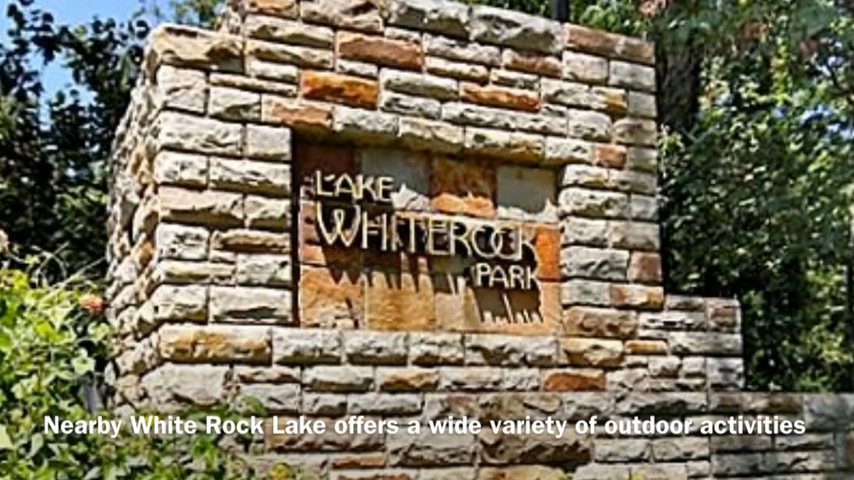 LAKE
WHITEROCK
PARK
Nearby White Rock Lake offers a wide variety of outdoor activities